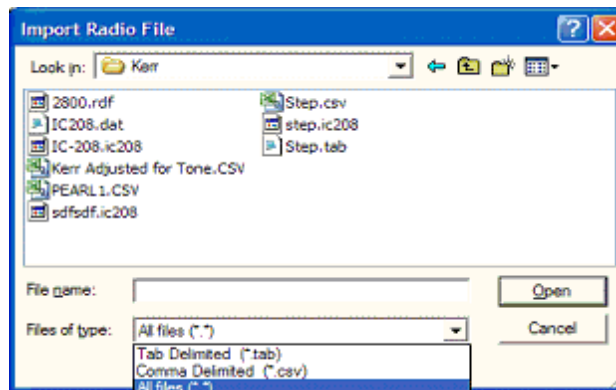 Import Radio File
Look in: Kerr
2800.rdf
IC208.dat
IC-208.ic208
Kerr Adjusted for Tone.CSV
PEARL1.CSV
sdfsdf.ic208
Step.csv
step.ic208
Step.tab
File name:
Open
Files of type: All files (*.*)
Cancel
Tab Delimited (*.tab)
Comma Delimited (*.csv)
All files (*.*)